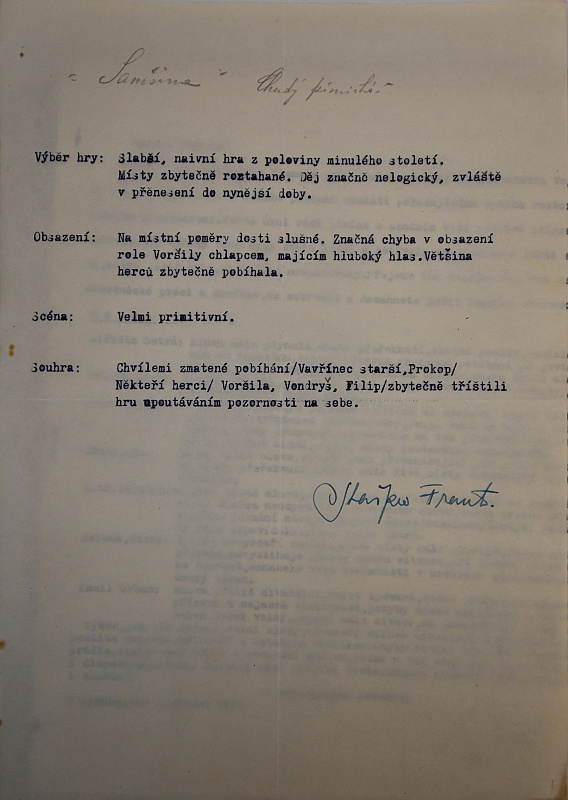 " Samšina " Chudý písničkář
Výběr hry: Slabší, naivní hra z poloviny minulého století.
Místy zbytečně roztahané. Děj značně nelogický, zvláště
v přenesení do nynější doby.
Obsazení: Na místní poměry dosti slušné. Značná chyba v obsazení
role Voršily chlapcem, majícím hluboký hlas.Většina
herců zbytečně pobíhala.
Scéna: Velmi primitivní.
Souhra: Chvílemi zmatené pobíhání/Vavřinec starší,Prokop/
Někteří herci/ Voršila, Vondryš, Filip/zbytečně tříštili
hru upoutáváním pozornosti na sebe.
Frant.